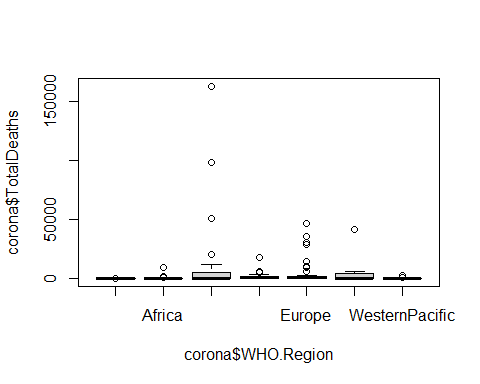 corona$TotalDeaths
150000
50000
0
Africa Europe WesternPacific
corona$WHO.Region